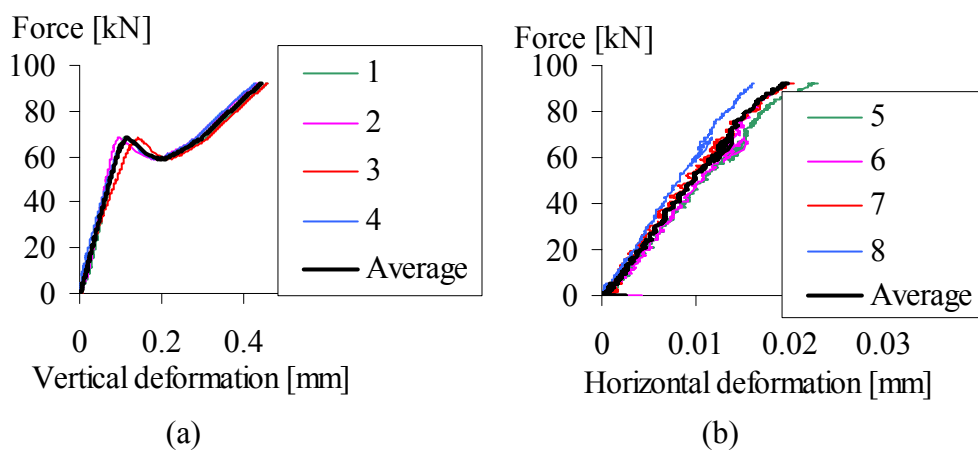 Force [kN]
100
80
60
40
20
0
0 0.2 0.4
Vertical deformation [mm]
1
2
3
4
Average
(a)
Force [kN]
100
80
60
40
20
0
0 0.01 0.02 0.03
Horizontal deformation [mm]
5
6
7
8
Average
(b)